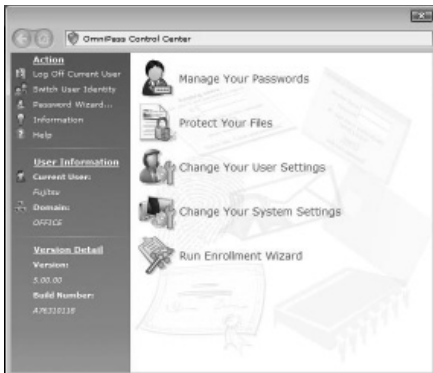 OmniPass Control Center
Action
Log Off Current User
Switch User Identity
Password Wizard...
Information
Help
User Information
Current User:
Fujitsu
Domain:
OFFICE
Version Detail
Version:
5.00.00
Build Number:
A76310138
Manage Your Passwords
Protect Your Files
Change Your User Settings
Change Your System Settings
Run Enrollment Wizard